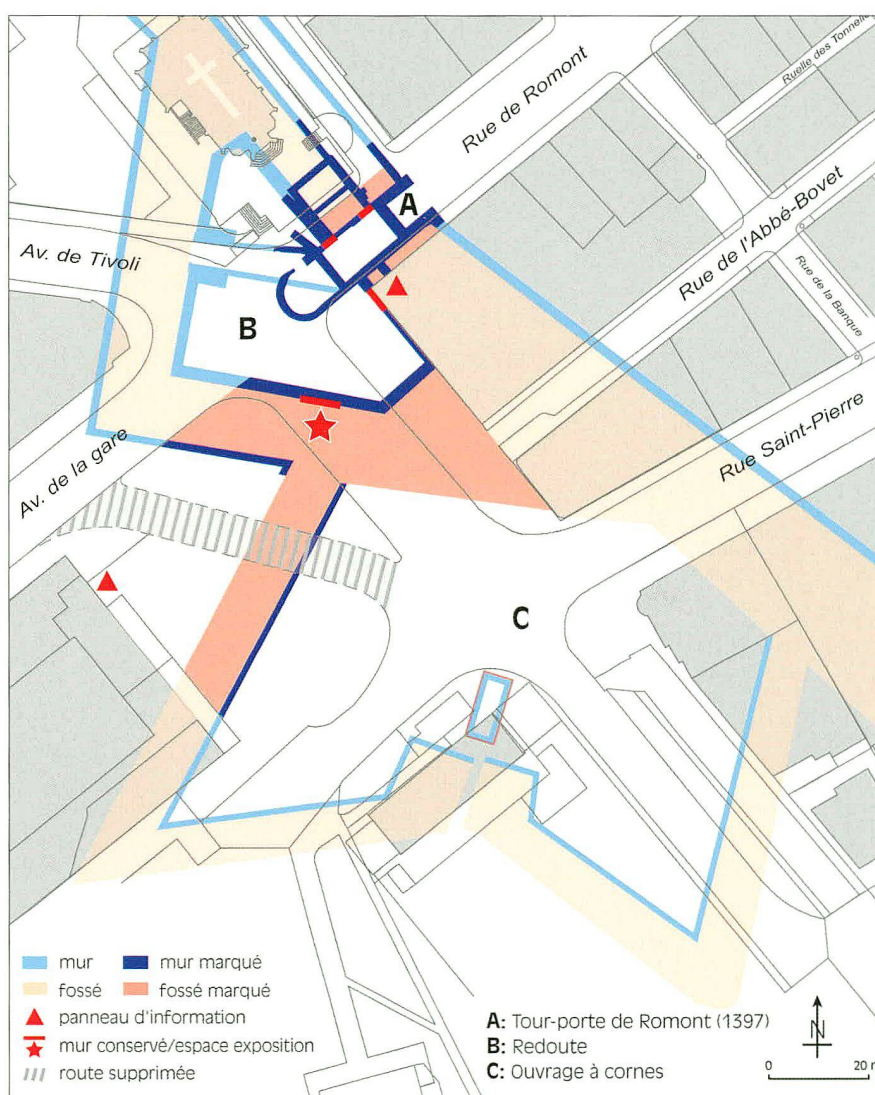 Ruelle des Tonnelie
Rue de Romont
A
Rue de l'Abbé-Bovet
Av. de Tivoli
Rue de la Banque
B
Rue Saint-Pierre
Av. de la gare
C
mur
mur marqué
fossé
fossé marqué
panneau d'information
mur conservé/espace exposition
route supprimée
A: Tour-porte de Romont (1397)
B: Redoute
C: Ouvrage à cornes
N
0 20 m